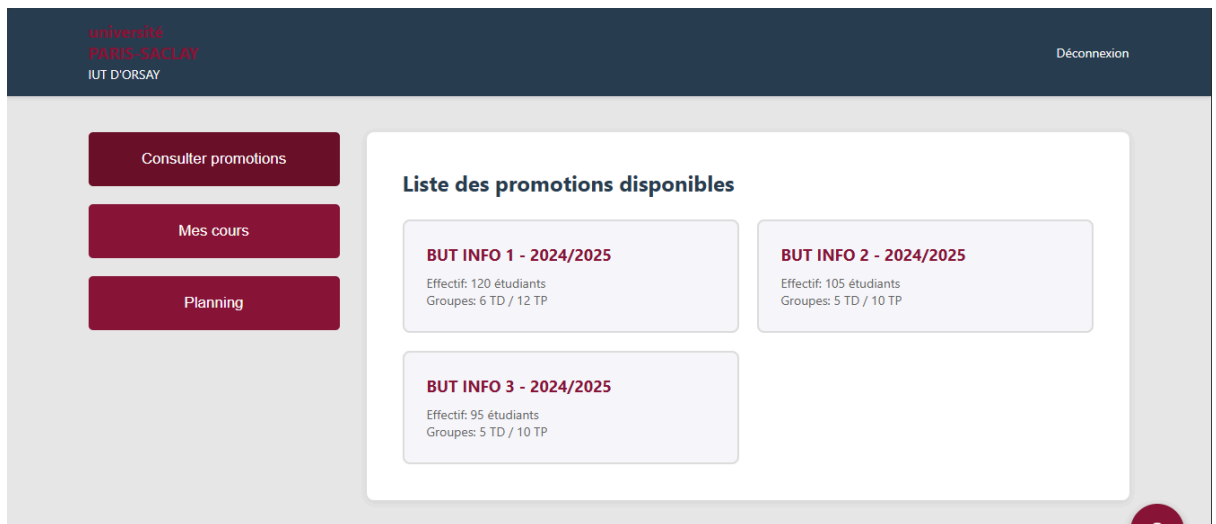 université
PARIS-SACLAY
IUT D'ORSAY
Déconnexion
Consulter promotions
Mes cours
Planning
Liste des promotions disponibles
BUT INFO 1 - 2024/2025
Effectif: 120 étudiants
Groupes: 6 TD / 12 TP
BUT INFO 2 - 2024/2025
Effectif: 105 étudiants
Groupes: 5 TD / 10 TP
BUT INFO 3 - 2024/2025
Effectif: 95 étudiants
Groupes: 5 TD / 10 TP